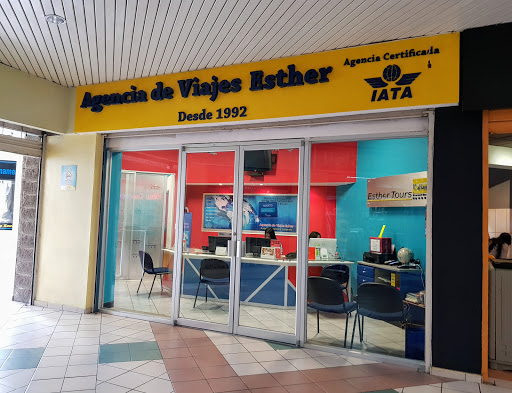 Agencia de Viajes Esther
Desde 1992
Agencia Certificada
IATA
Esther Tours